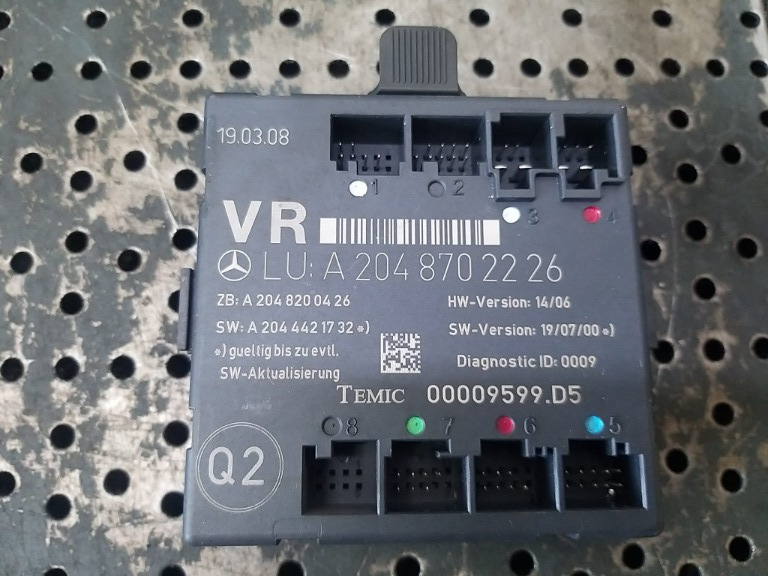 19.03.08
1 2 3 4
VR
LU: A 204 870 22 26
ZB: A 204 820 04 26
HW-Version: 14/06
SW: A 204 442 17 32 *)
SW-Version: 19/07/00 *)
*) gueltig bis zu evtl.
SW-Aktualisierung
Diagnostic ID: 0009
TEMIC 00009599.D5
8 7 6 5
Q2